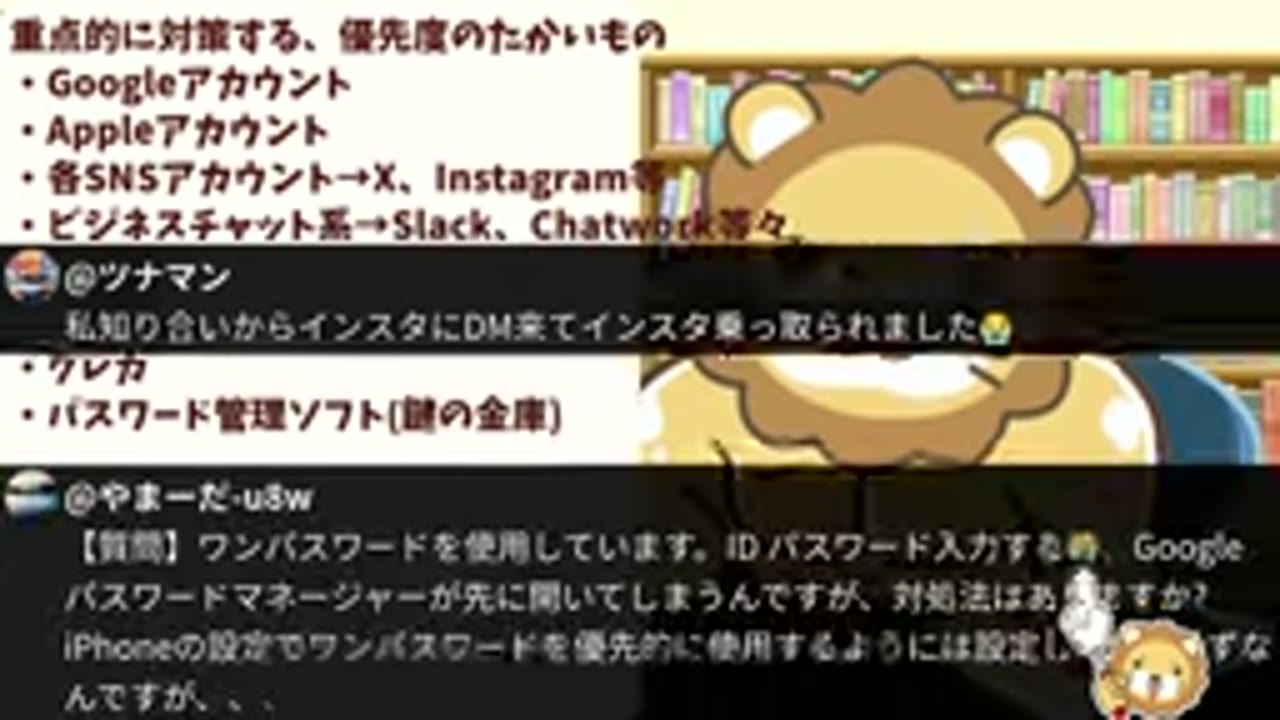 重点的に対策する、優先度のたかいもの
・Googleアカウント
・Appleアカウント
・各SNSアカウント→X、Instagram等
・ビジネスチャット系→Slack、Chatwork等々
@ツナマン
私知り合いからインスタにDM来てインスタ乗っ取られました😭
・クレカ
・パスワード管理ソフト(鍵の金庫)
@やまーだ-u8w
【質問】ワンパスワードを使用しています。ID パスワード入力する Google
パスワードマネージャーが先に開いてしまうんですが、対処法はありますか?
iPhoneの設定でワンパスワードを優先的に使用するようには設定し ずな
んですが、、、